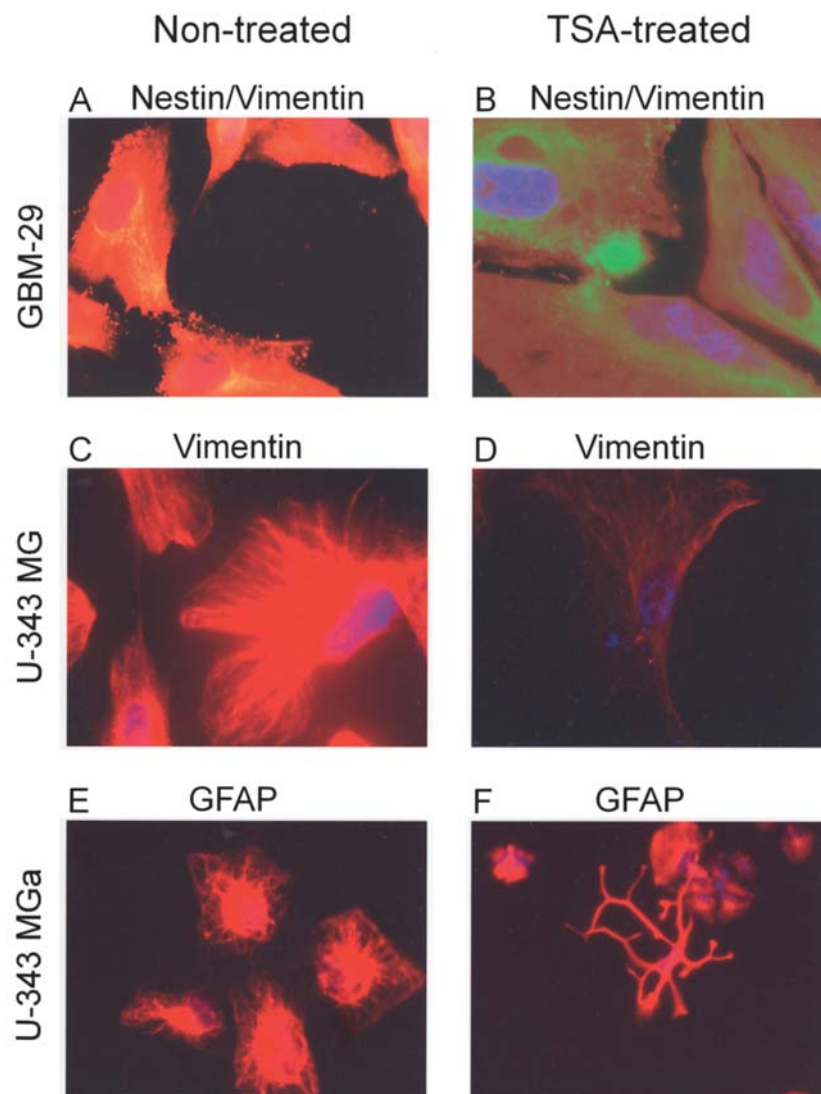 Non-treated TSA-treated
A Nestin/Vimentin B Nestin/Vimentin
GBM-29
C Vimentin D Vimentin
U-343 MG
E GFAP F GFAP
U-343 MGa